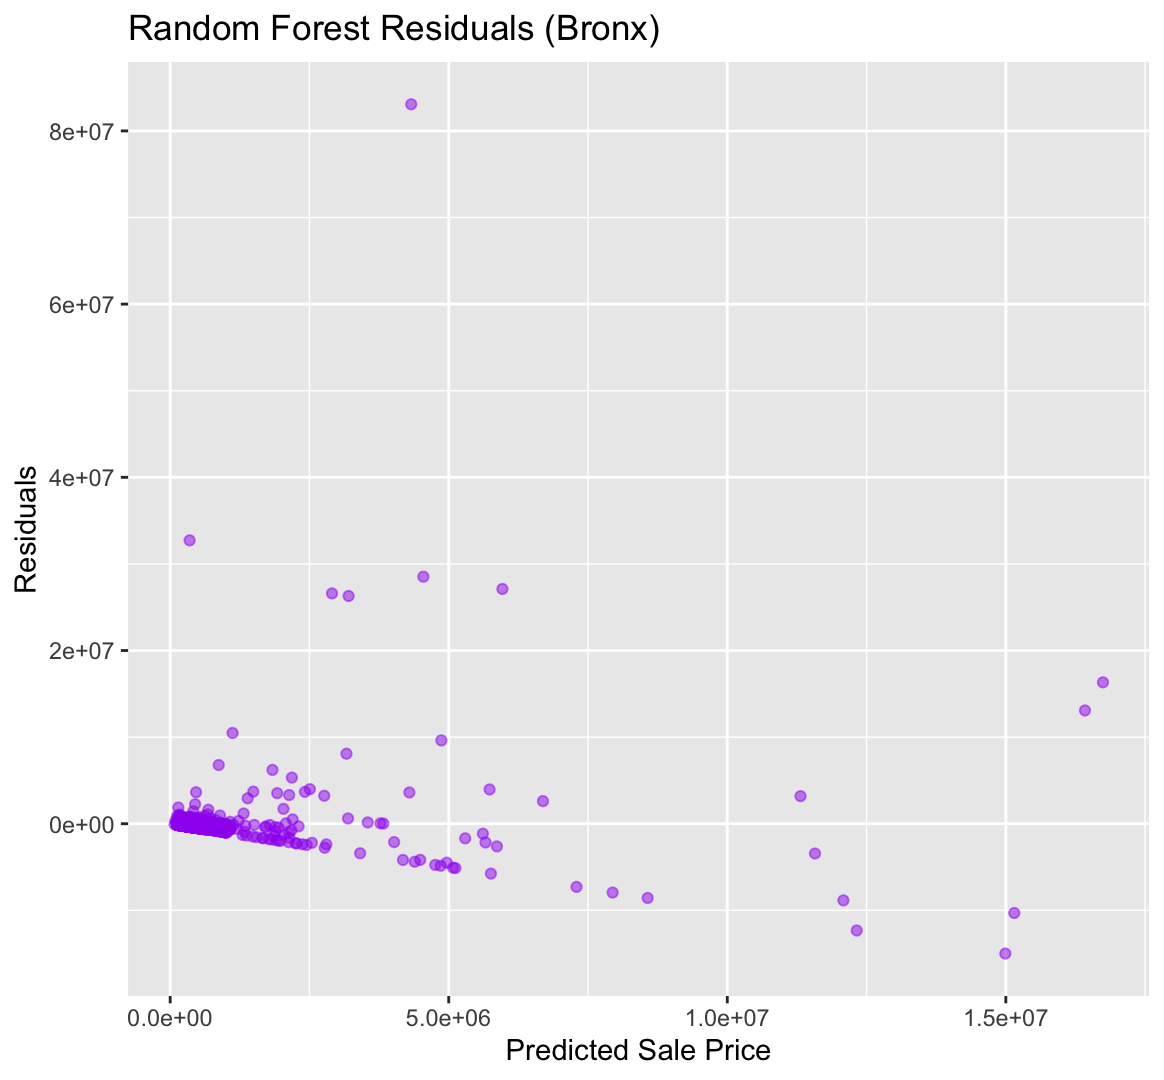 Random Forest Residuals (Bronx)
8e+07
6e+07
4e+07
2e+07
0e+00
Residuals
0.0e+00 5.0e+06 1.0e+07 1.5e+07
Predicted Sale Price